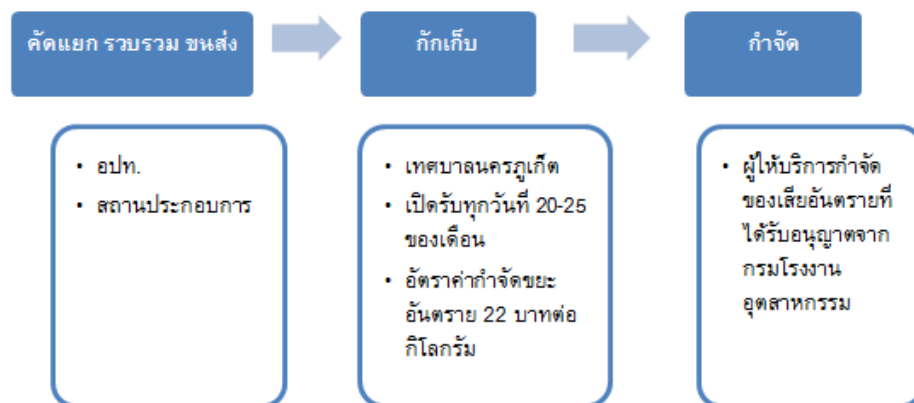 คัดแยก รวบรวม ขนส่ง
กักเก็บ
กำจัด
• อปท.
• สถานประกอบการ
• เทศบาลนครภูเก็ต
• เปิดรับทุกวันที่ 20-25
ของเดือน
• อัตราค่ากำจัดขยะ
อันตราย 22 บาทต่อ
กิโลกรัม
• ผู้ให้บริการกำจัด
ของเสียอันตรายที่
ได้รับอนุญาตจาก
กรมโรงงาน
อุตสาหกรรม